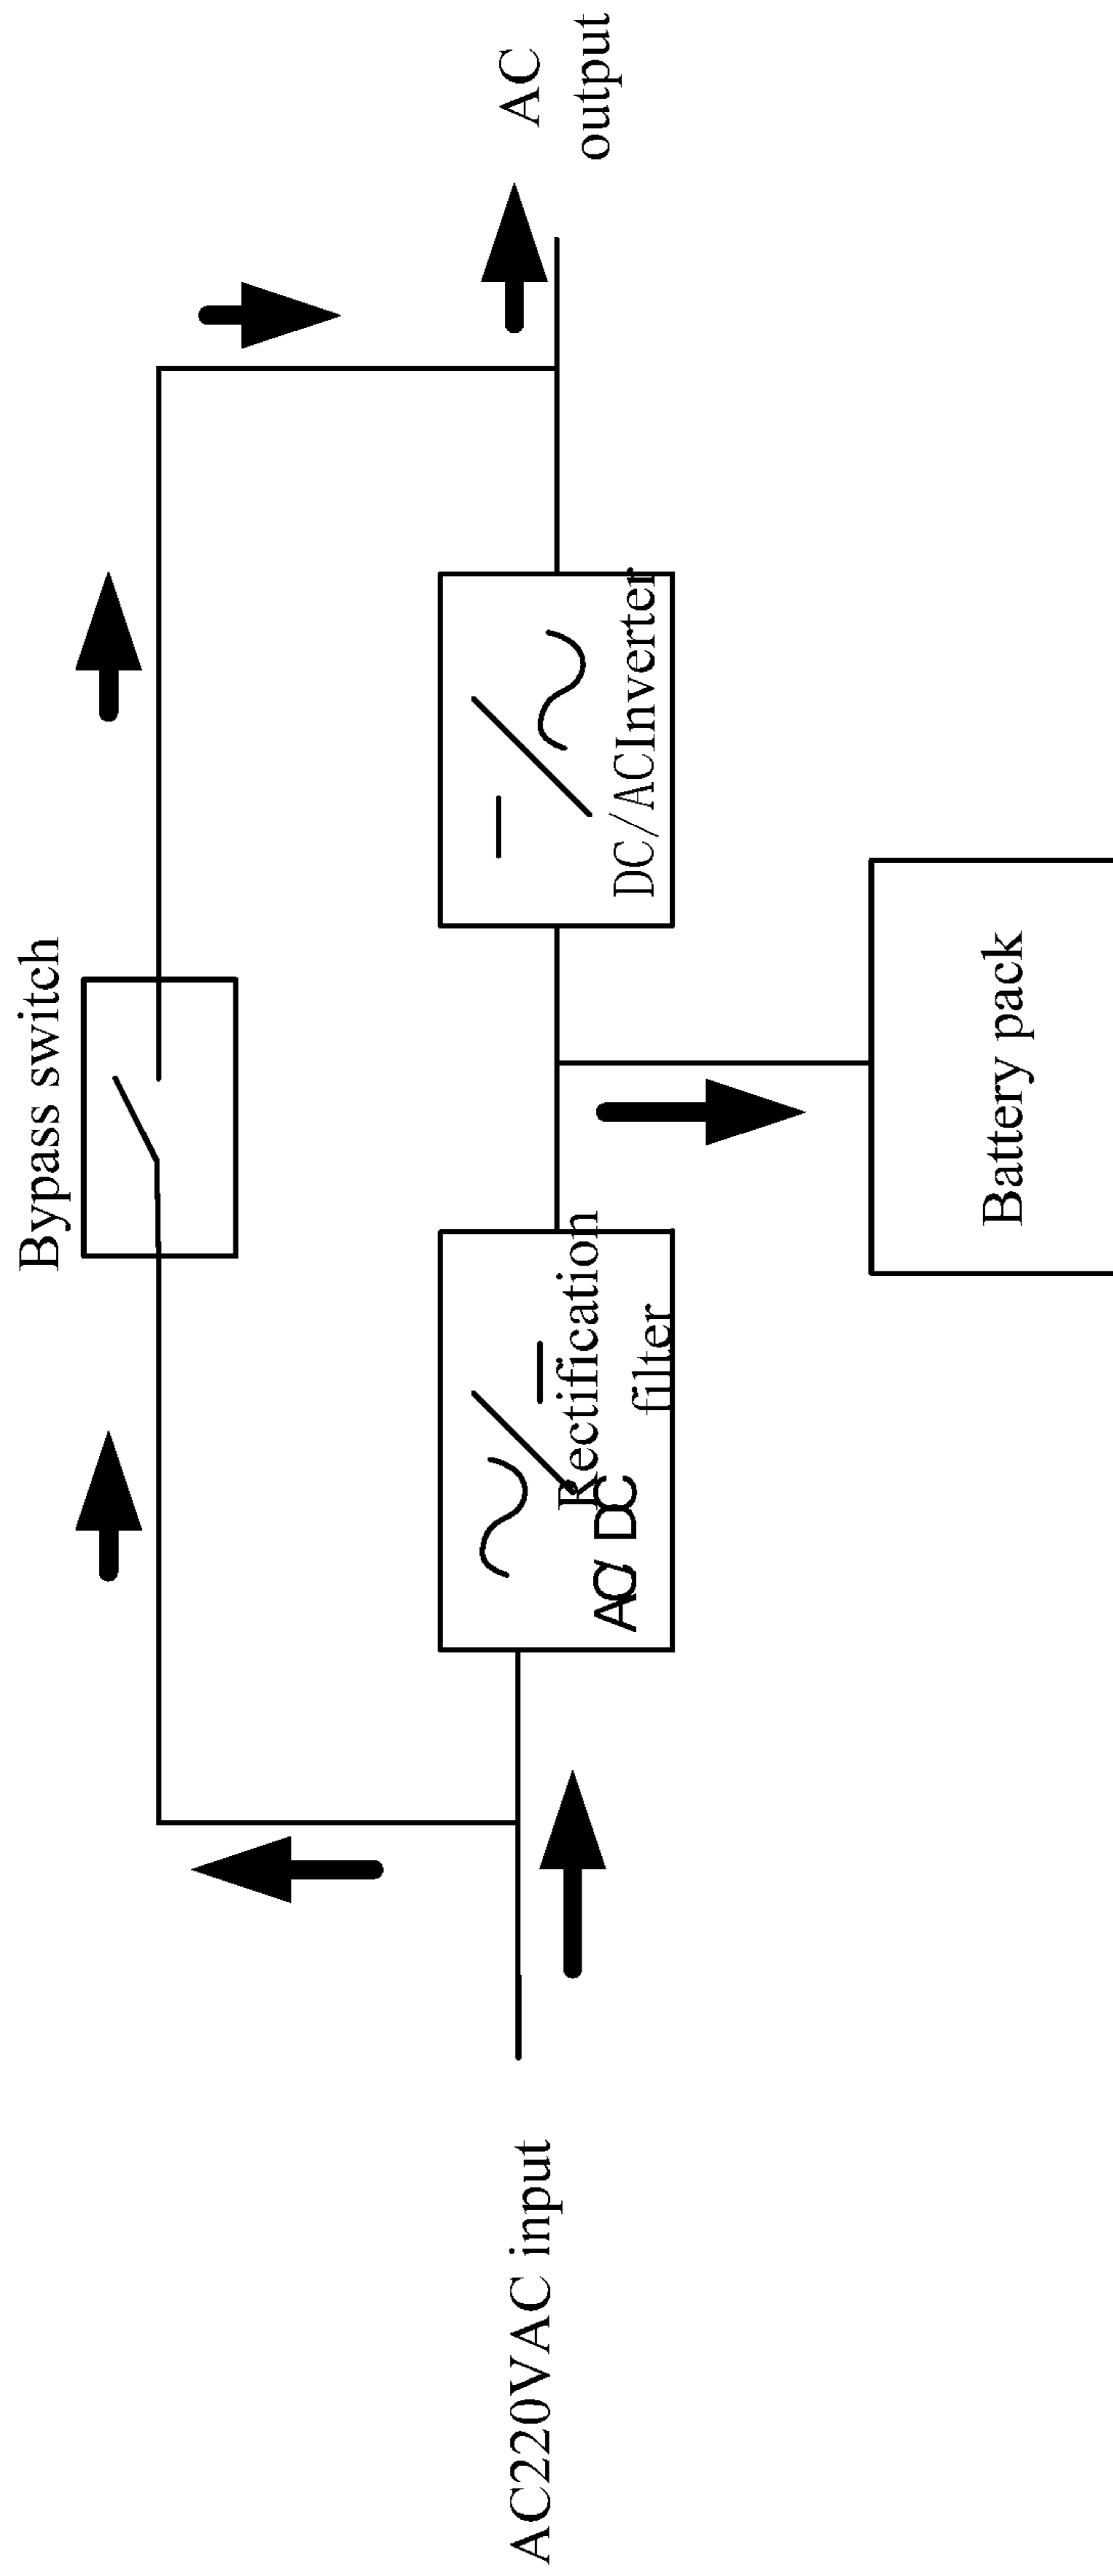 Bypass switch
AC220VAC input
Rectification
filter
AC/DC
DC/ACInverter
AC
output
Battery pack